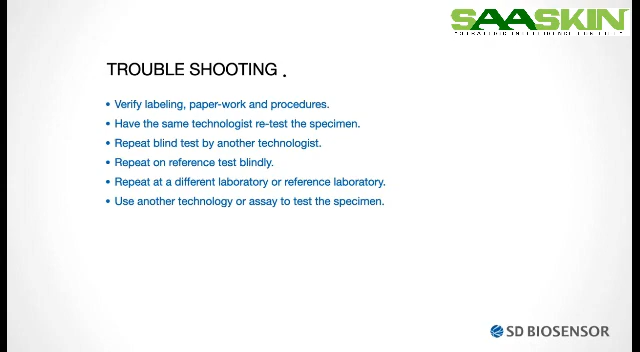 SAASKIN
TROUBLE SHOOTING .
• Verify labeling, paper-work and procedures.
• Have the same technologist re-test the specimen.
• Repeat blind test by another technologist.
• Repeat on reference test blindly.
• Repeat at a different laboratory or reference laboratory.
• Use another technology or assay to test the specimen.
SD BIOSENSOR